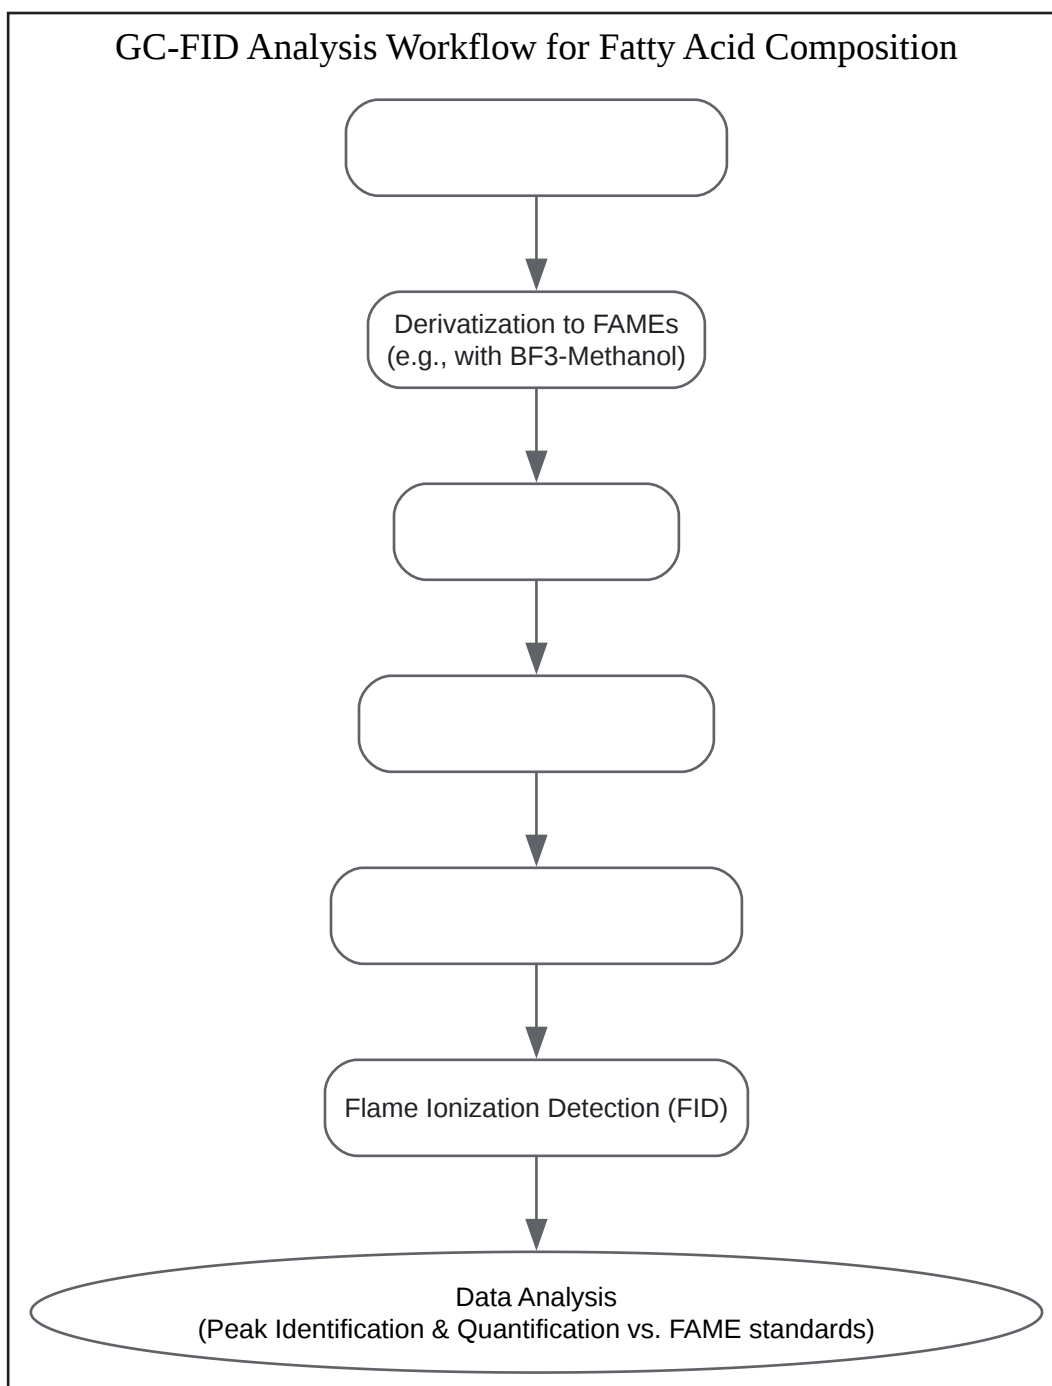 GC-FID Analysis Workflow for Fatty Acid Composition
Derivatization to FAMEs
(e.g., with BF3-Methanol)
Flame Ionization Detection (FID)
Data Analysis
(Peak Identification & Quantification vs. FAME standards)